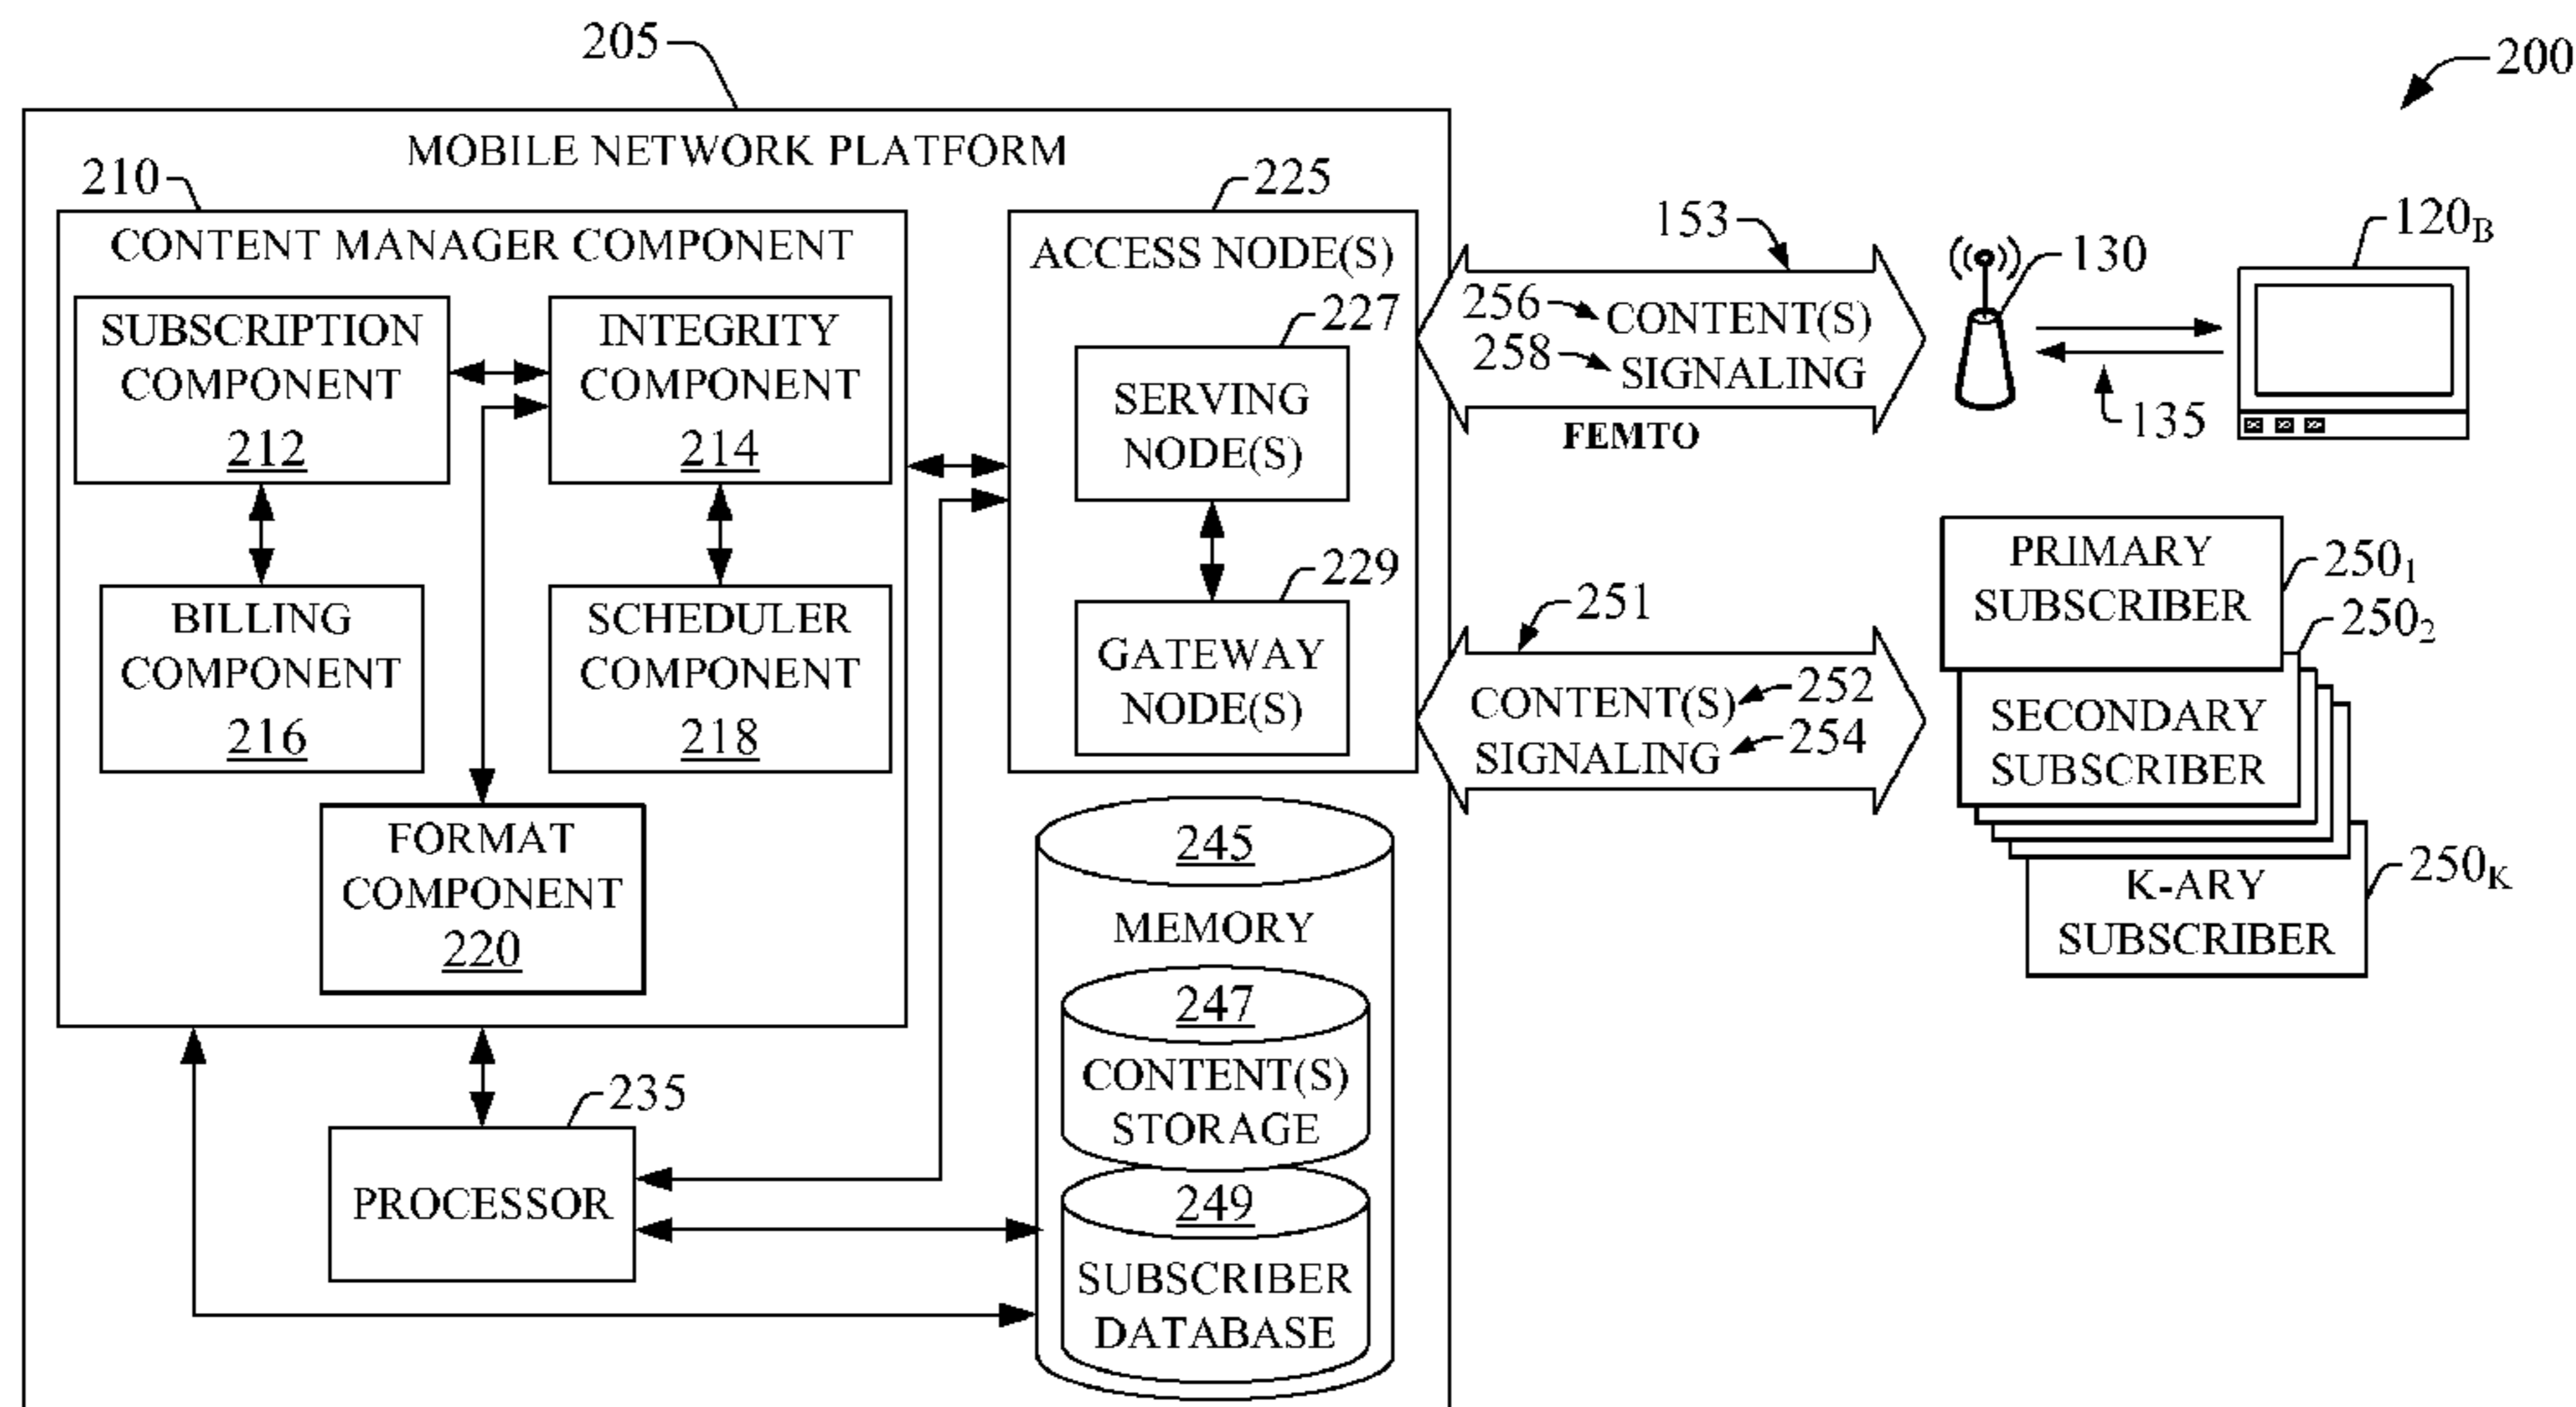 205
200
MOBILE NETWORK PLATFORM
210
CONTENT MANAGER COMPONENT
SUBSCRIPTION
COMPONENT
212
INTEGRITY
COMPONENT
214
BILLING
COMPONENT
216
SCHEDULER
COMPONENT
218
FORMAT
COMPONENT
220
225
ACCESS NODE(S)
227
SERVING
NODE(S)
229
GATEWAY
NODE(S)
235
PROCESSOR
245
MEMORY
247
CONTENT(S)
STORAGE
249
SUBSCRIBER
DATABASE
153
256 CONTENT(S)
258 SIGNALING
FEMTO
130
135
120B
251
CONTENT(S) 252
SIGNALING 254
PRIMARY
SUBSCRIBER
2501
2502
SECONDARY
SUBSCRIBER
K-ARY
SUBSCRIBER
250K